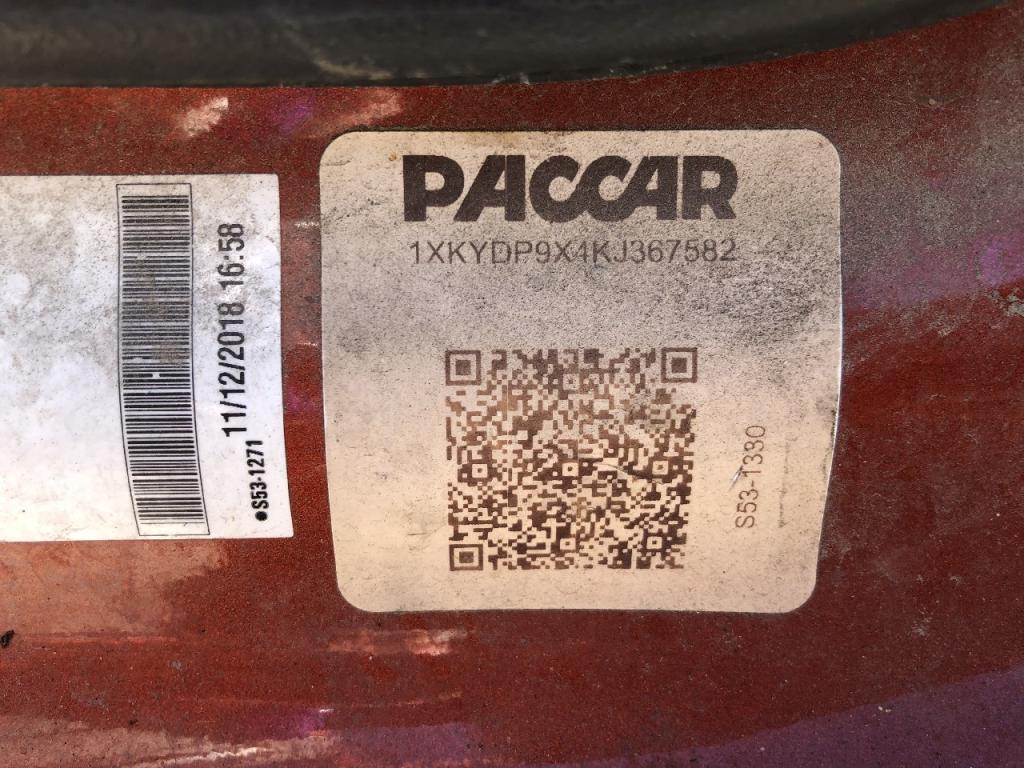 11/12/2018 16:58
●S53-1271
PACCAR
1XKYDP9X4KJ367582
S53-1330